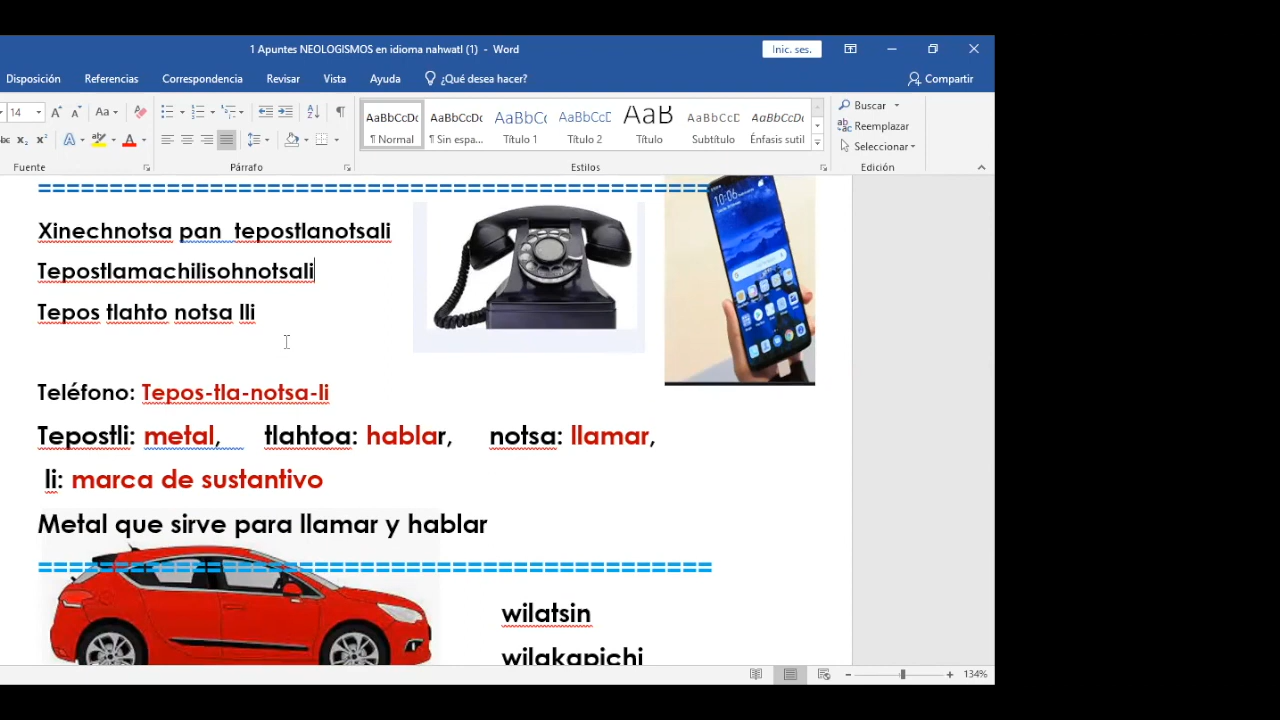 1 Apuntes NEOLOGISMOS en idioma nahwatl (1) - Word
Inic. ses.
Disposición Referencias Correspondencia Revisar Vista Ayuda ¿Qué desea hacer? Compartir
14 Aa
AaBbCcDc AaBbCcDc AaBbCc AaBbCcC AaB AaBbCcD AaBbCcDc
¶ Normal ¶ Sin espa... Título 1 Título 2 Título Subtítulo Énfasis sutil
Buscar
Reemplazar
Seleccionar
Fuente Párrafo Estilos Edición
10:06
Xinechnotsa pan tepostlanotsali
Tepostlamachilisohnotsali
Tepos tlahto notsa lli
Teléfono: Tepos-tla-notsa-li
Tepostli: metal, tlahtoa: hablar, notsa: llamar,
li: marca de sustantivo
Metal que sirve para llamar y hablar
wilatsin
wilakapichi
134%